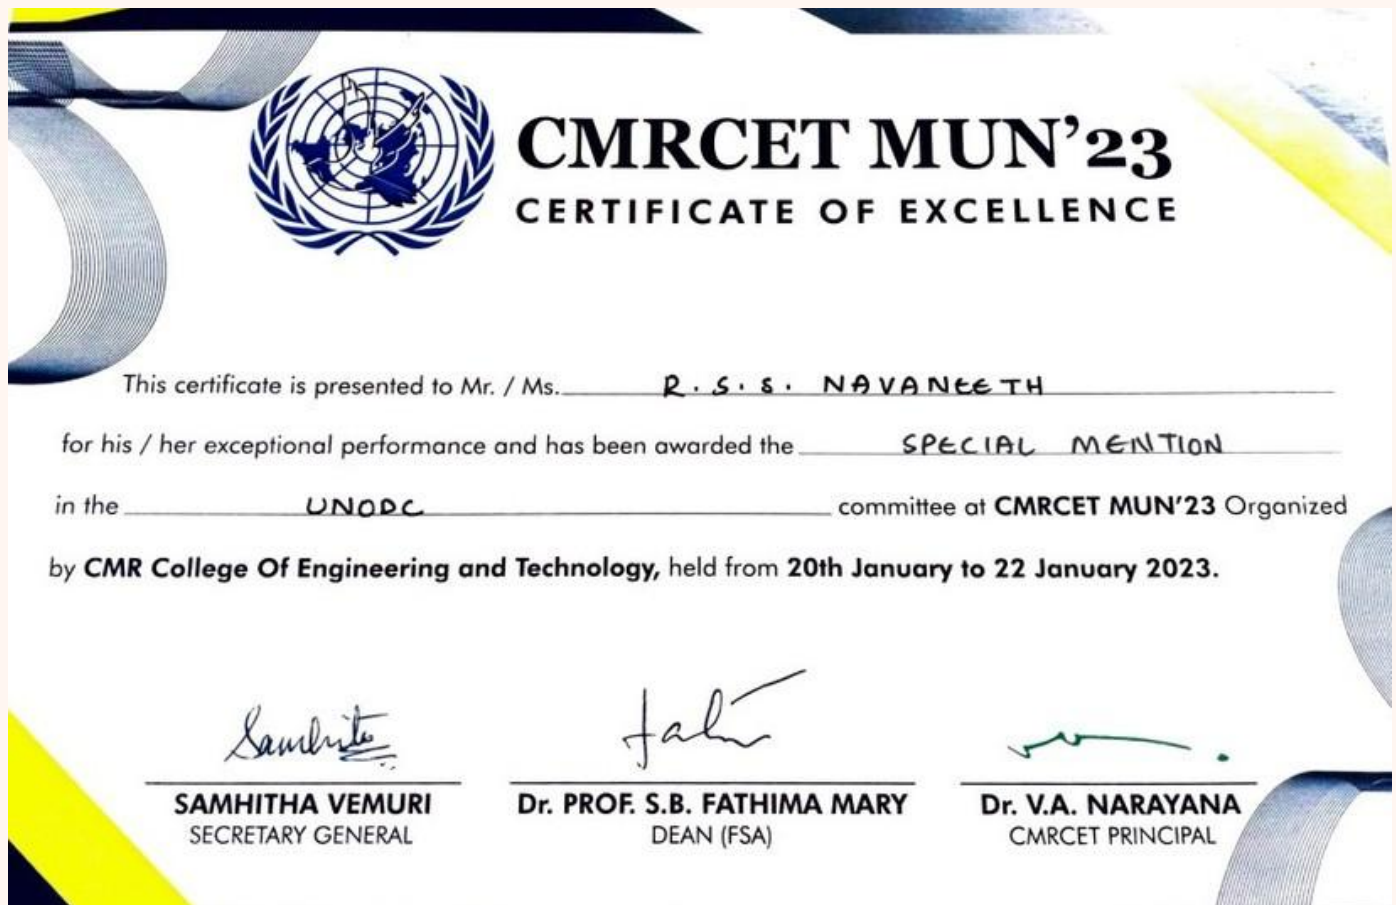 CMRCET MUN’23
CERTIFICATE OF EXCELLENCE
This certificate is presented to Mr. / Ms. R. S. S. NAVANEETH
for his / her exceptional performance and has been awarded the SPECIAL MENTION
in the UNODC committee at CMRCET MUN’23 Organized
by CMR College Of Engineering and Technology, held from 20th January to 22 January 2023.
Samhita
SAMHITHA VEMURI
SECRETARY GENERAL
Dr. PROF. S.B. FATHIMA MARY
DEAN (FSA)
Dr. V.A. NARAYANA
CMRCET PRINCIPAL